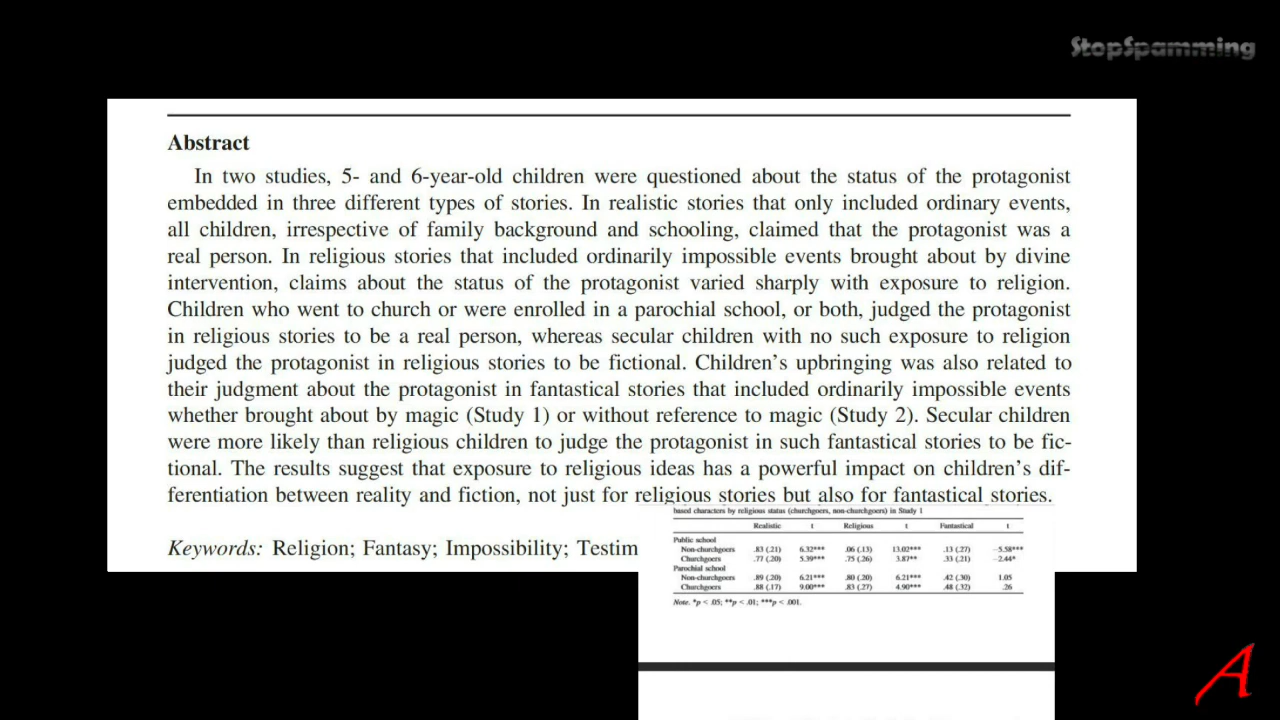 StopSpamming
Abstract
In two studies, 5- and 6-year-old children were questioned about the status of the protagonist
embedded in three different types of stories. In realistic stories that only included ordinary events,
all children, irrespective of family background and schooling, claimed that the protagonist was a
real person. In religious stories that included ordinarily impossible events brought about by divine
intervention, claims about the status of the protagonist varied sharply with exposure to religion.
Children who went to church or were enrolled in a parochial school, or both, judged the protagonist
in religious stories to be a real person, whereas secular children with no such exposure to religion
judged the protagonist in religious stories to be fictional. Children's upbringing was also related to
their judgment about the protagonist in fantastical stories that included ordinarily impossible events
whether brought about by magic (Study 1) or without reference to magic (Study 2). Secular children
were more likely than religious children to judge the protagonist in such fantastical stories to be fic-
tional. The results suggest that exposure to religious ideas has a powerful impact on children's dif-
ferentiation between reality and fiction, not just for religious stories but also for fantastical stories.
Keywords: Religion; Fantasy; Impossibility; Testim
based characters by religious status (churchgoers, non-churchgoers) in Study 1
Realistic t Religious t Fantastical t
Public school
Non-churchgoers .83 (.21) 6.32*** .06 (.13) 13.02*** .13 (.27) −5.58***
Churchgoers .77 (.20) 5.39*** .75 (.26) 3.87** .33 (.21) −2.44*
Parochial school
Non-churchgoers .89 (.20) 6.21*** .80 (.20) 6.21*** .42 (.30) 1.05
Churchgoers .88 (.17) 9.00*** .83 (.27) 4.90*** .48 (.32) .26
Note. *p < .05; **p < .01; ***p < .001.
A